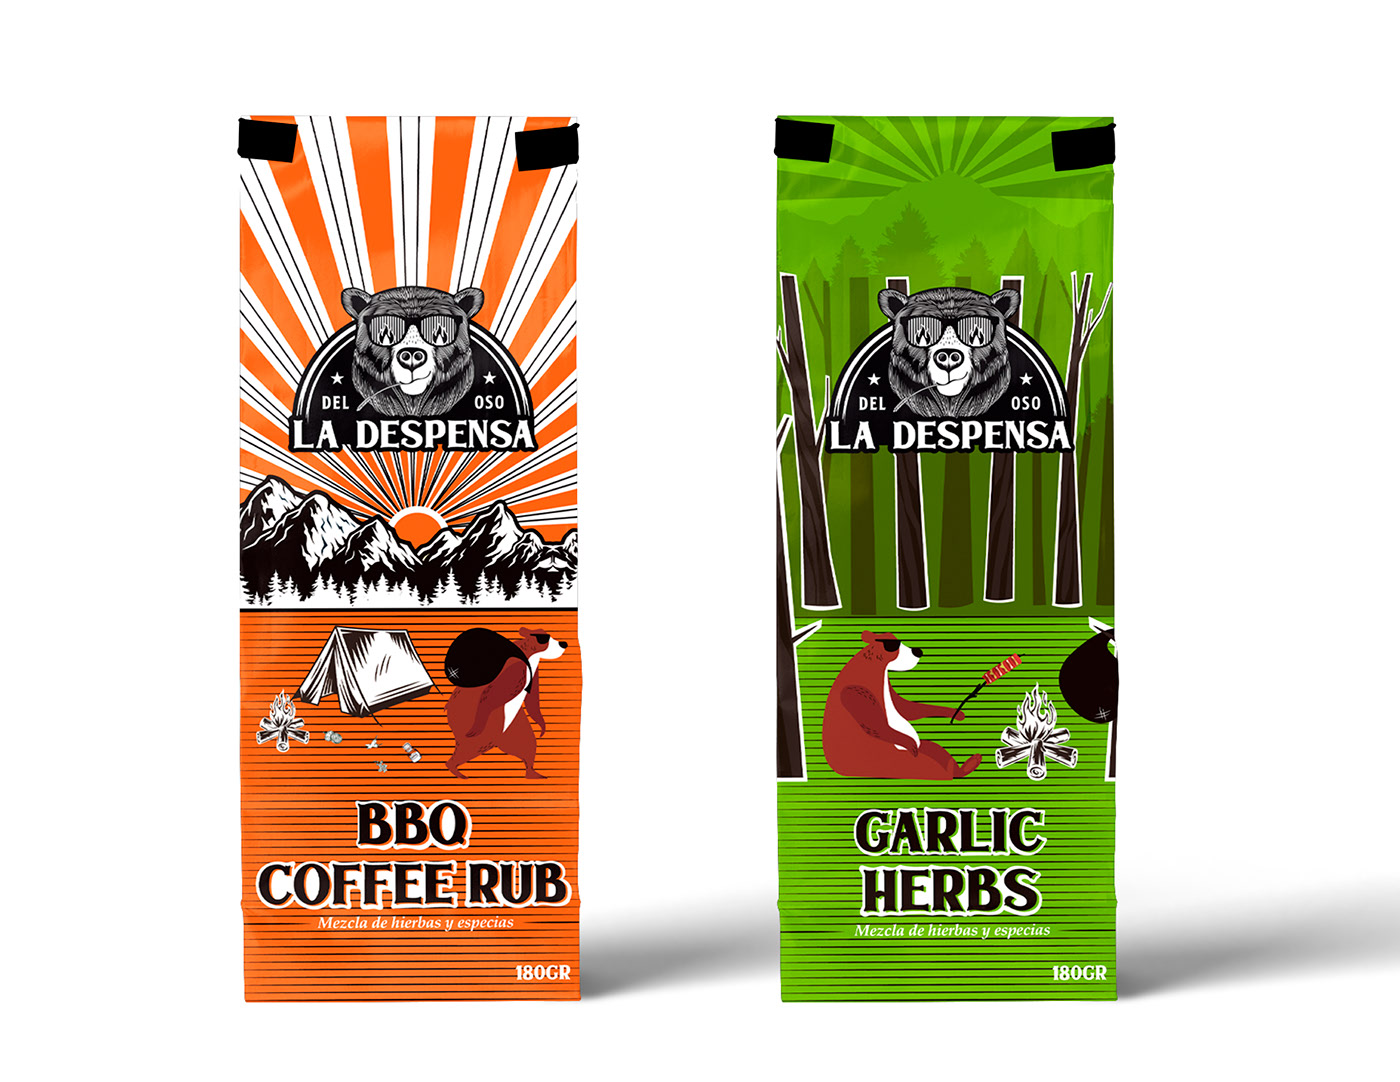 DEL OSO
LA DESPENSA
BBQ
COFFEE RUB
Mezcla de hierbas y especias
180GR
DEL OSO
LA DESPENSA
GARLIC
HERBS
Mezcla de hierbas y especias
180GR